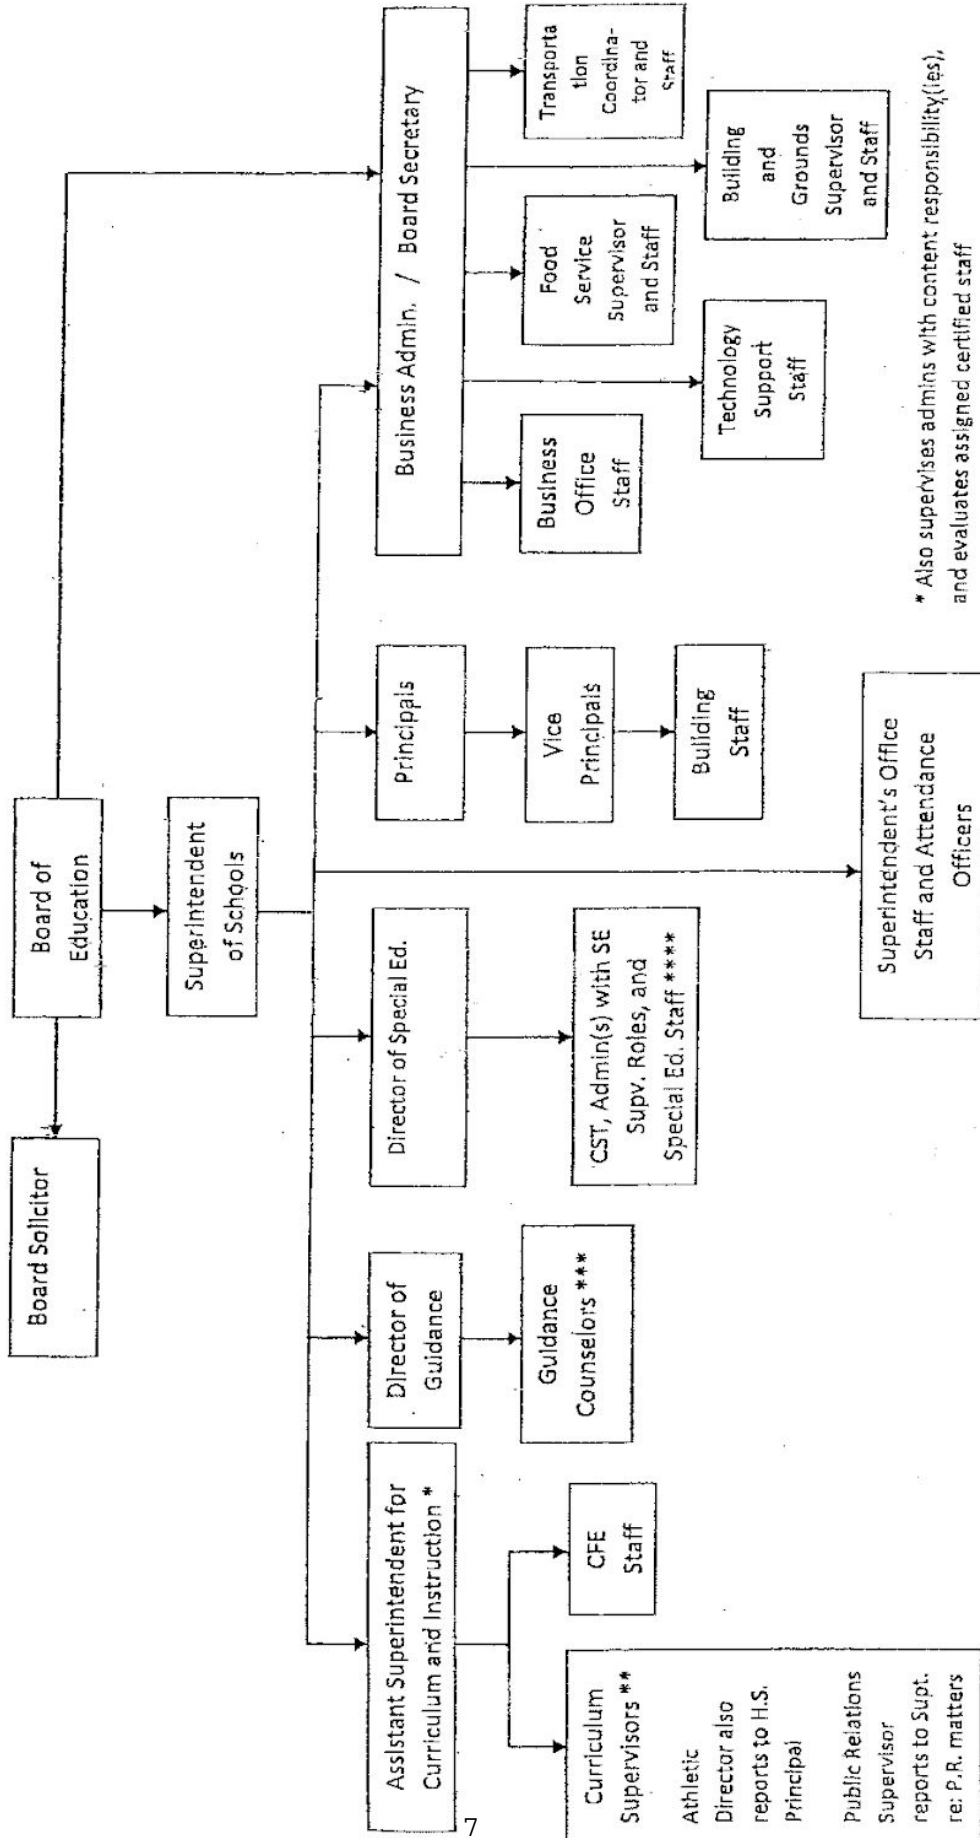 Board Solicitor
Board of
Education
Superintendent
of Schools
Assistant Superintendent for
Curriculum and Instruction *
Director of
Guidance
Director of Special Ed.
Principals
Business Admin. / Board Secretary
Curriculum
Supervisors **
Athletic
Director also
reports to H.S.
Principal
Public Relations
Supervisor
reports to Supt.
re: P.R. matters
CFE
Staff
Guidance
Counselors ***
CST, Admin(s) with SE
Supv. Roles, and
Special Ed. Staff ****
Vice
Principals
Building
Staff
Superintendent's Office
Staff and Attendance
Officers
Business
Office
Staff
Technology
Support
Staff
Food
Service
Supervisor
and Staff
Building
and
Grounds
Supervisor
and Staff
Transporta
tion
Coordina-
tor and
Staff
* Also supervises admins with content responsibility(ies),
and evaluates assigned certified staff
7